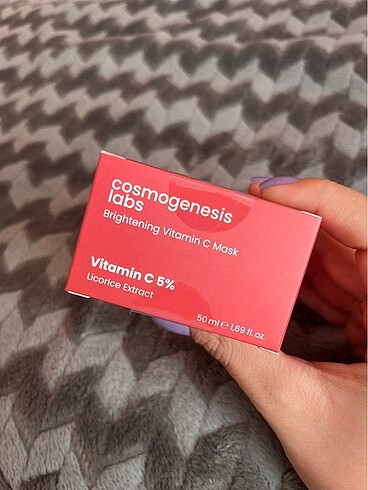 cosmogenesis
labs
Brightening Vitamin C Mask
Vitamin C 5%
Licorice Extract
50 ml ℮ 1,69 fl. oz.